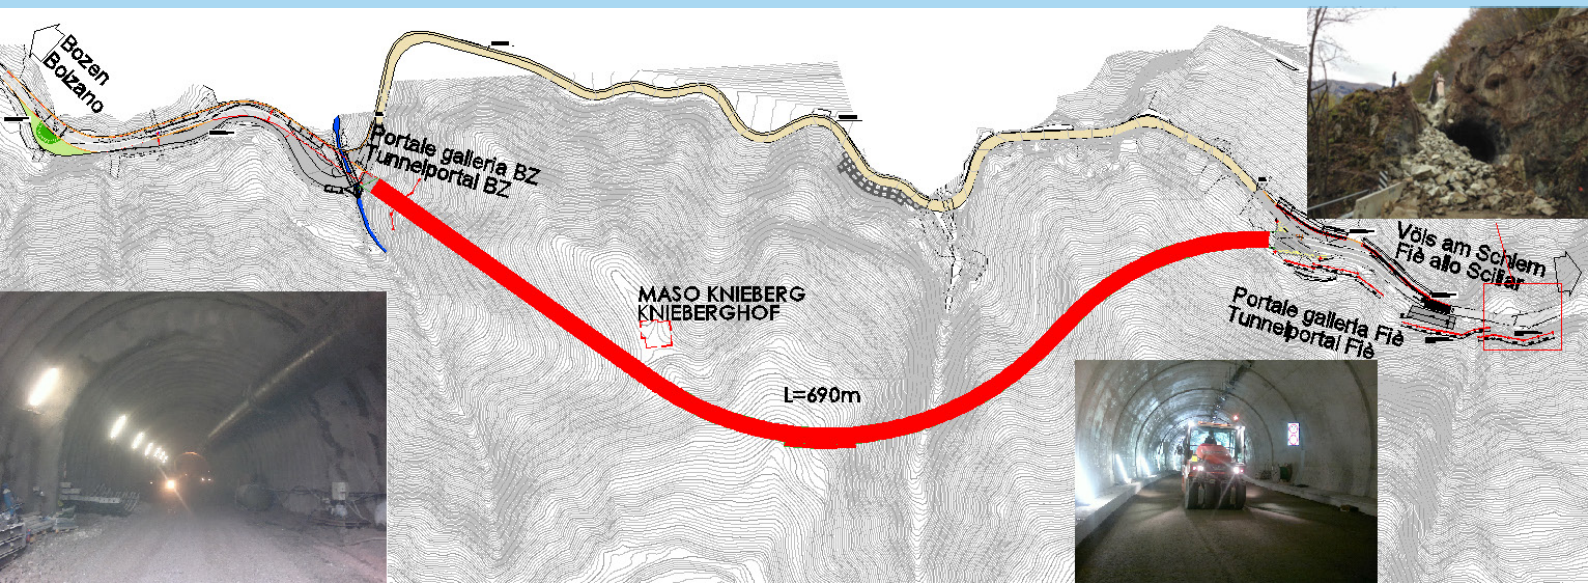 Bozen
Bolzano
Portale galleria BZ
Tunnelportal BZ
MASO KNIEBERG
KNIEBERGHOF
L=690m
Völs am Schlern
Fiè allo Sciliar
Portale galleria Fiè
Tunnelportal Fiè